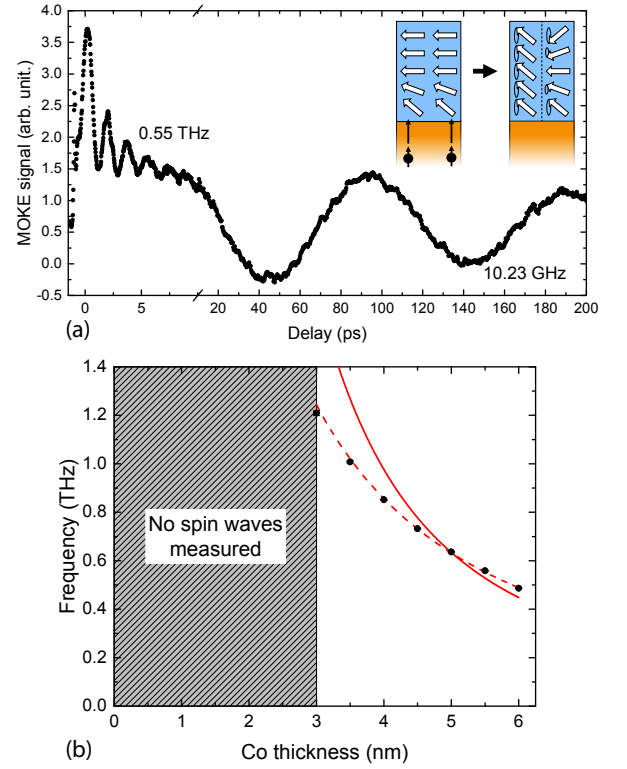 4.0
3.5
3.0
2.5
2.0
1.5
1.0
0.5
0.0
-0.5
MOKE signal (arb. unit.)
0.55 THz
10.23 GHz
0 5 20 40 60 80 100 120 140 160 180 200
(a)
Delay (ps)
1.4
1.2
1.0
0.8
0.6
0.4
0.2
0.0
Frequency (THz)
No spin waves
measured
0 1 2 3 4 5 6
(b)
Co thickness (nm)